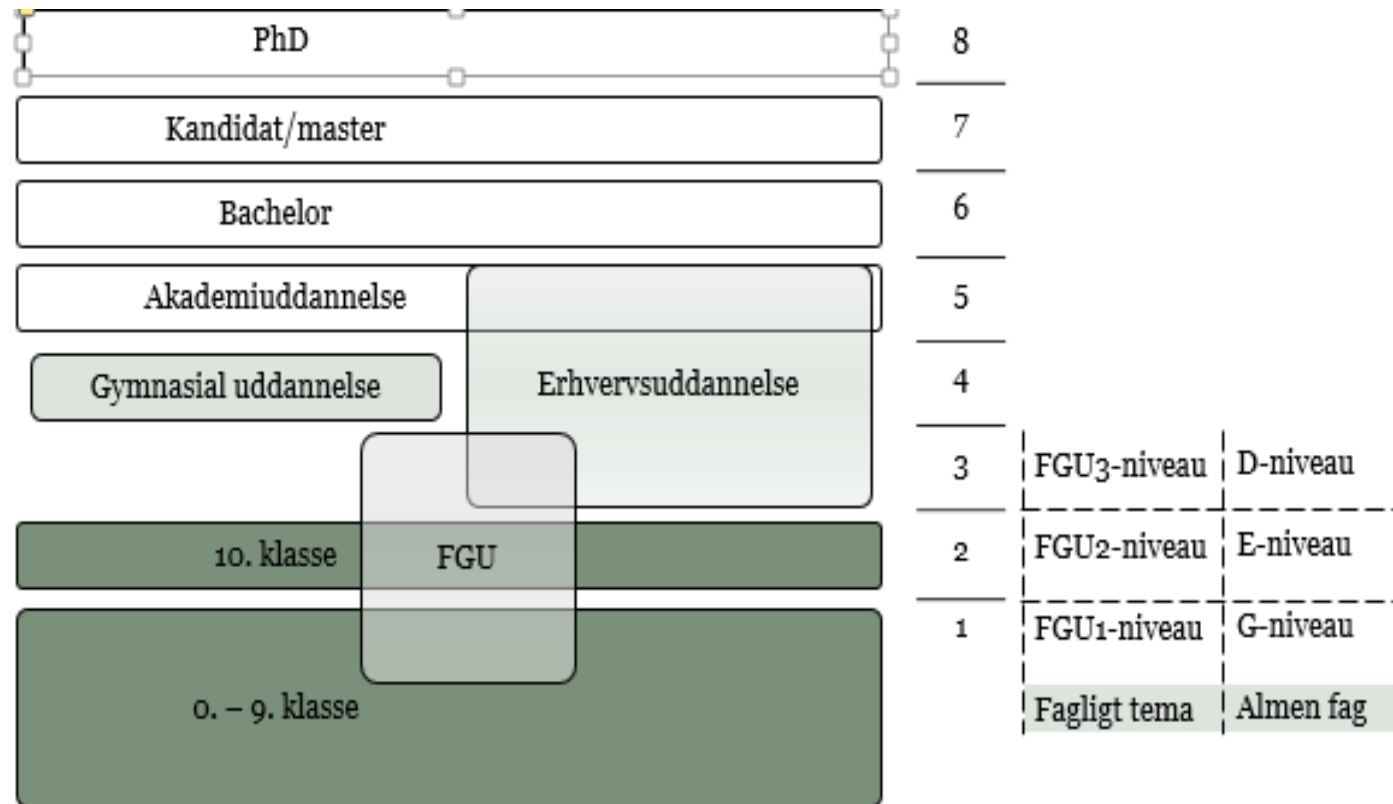 PhD
8
Kandidat/master
7
Bachelor
6
Akademiuddannelse
5
Gymnasial uddannelse
Erhvervsuddannelse
4
3
FGU3-niveau
D-niveau
10. klasse
FGU
2
FGU2-niveau
E-niveau
1
FGU1-niveau
G-niveau
0. – 9. klasse
Fagligt tema
Almen fag